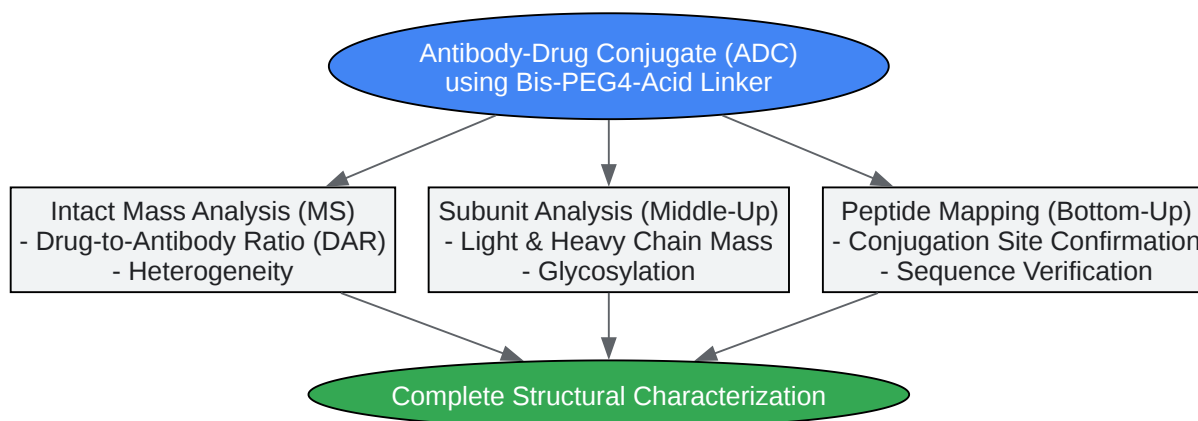 Antibody-Drug Conjugate (ADC)
using Bis-PEG4-Acid Linker
Intact Mass Analysis (MS)
- Drug-to-Antibody Ratio (DAR)
- Heterogeneity
Subunit Analysis (Middle-Up)
- Light & Heavy Chain Mass
- Glycosylation
Peptide Mapping (Bottom-Up)
- Conjugation Site Confirmation
- Sequence Verification
Complete Structural Characterization